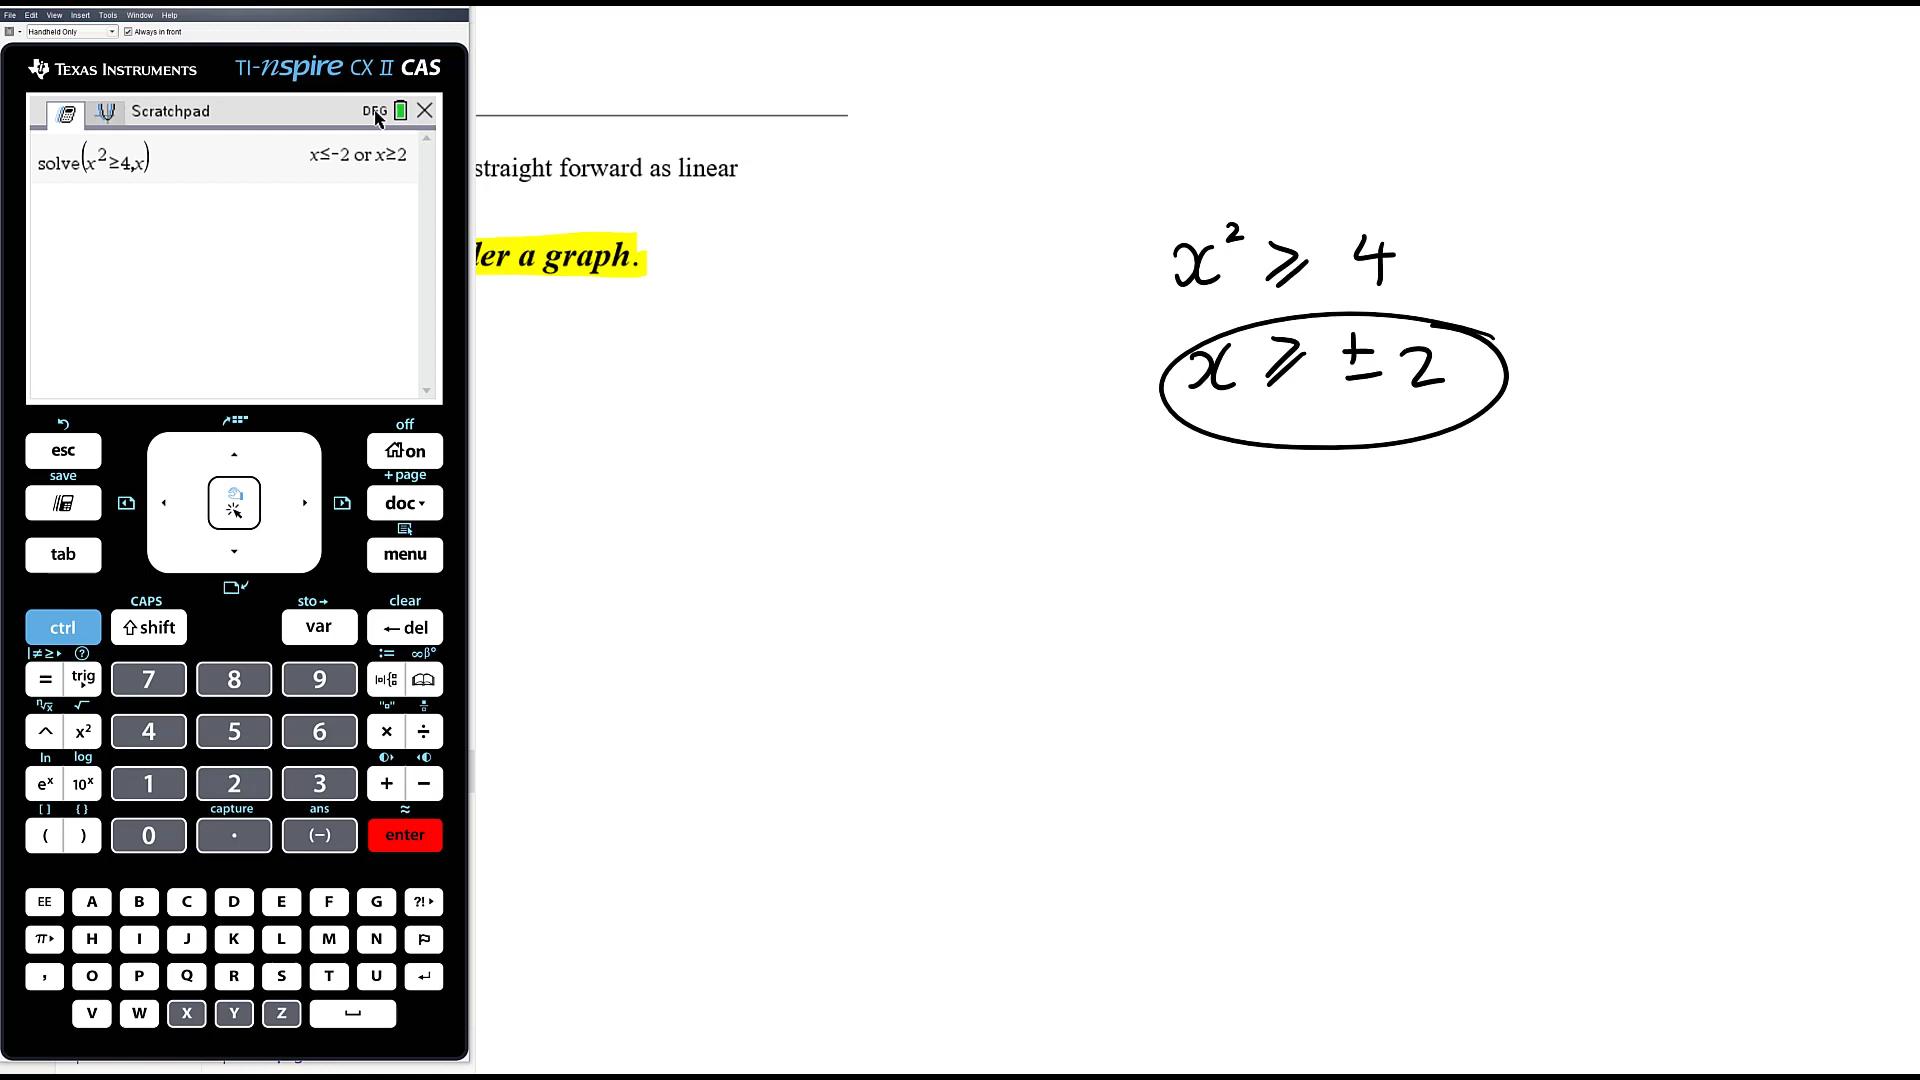 File Edit View Insert Tools Window Help
Handheld Only Always in front
TEXAS INSTRUMENTS TI-nspire CX II CAS
Scratchpad DEG
solve(x²≥4,x) x≤-2 or x≥2
straight forward as linear
der a graph.
x² ≥ 4
x ≥ ± 2
off
esc on
save +page
doc
tab menu
CAPS sto→ clear
ctrl shift var ←del
|≠≥▸ ? := ∞β°
= trig 7 8 9 |▫|{
ⁿ√x √ "▫"
^ x² 4 5 6 × ÷
ln log
eˣ 10ˣ 1 2 3 + −
[ ] { } capture ans ≈
( ) 0 . (−) enter
EE A B C D E F G ?!▸
π▸ H I J K L M N
, O P Q R S T U ↵
V W X Y Z